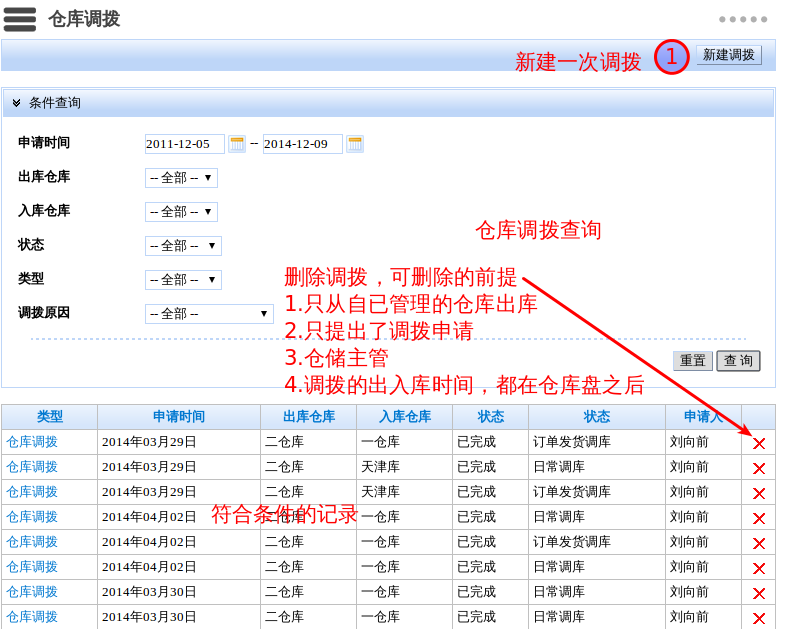 仓库调拨
新建一次调拨 1 新建调拨
条件查询
申请时间 2011-12-05 -- 2014-12-09
出库仓库 -- 全部 --
入库仓库 -- 全部 --
仓库调拨查询
状态 -- 全部 --
类型 -- 全部 --
调拨原因 -- 全部 --
删除调拨，可删除的前提
1.只从自已管理的仓库出库
2.只提出了调拨申请
3.仓储主管
4.调拨的出入库时间，都在仓库盘之后
重置 查 询
类型 申请时间 出库仓库 入库仓库 状态 状态 申请人
仓库调拨 2014年03月29日 二仓库 一仓库 已完成 订单发货调库 刘向前
仓库调拨 2014年03月29日 二仓库 天津库 已完成 日常调库 刘向前
仓库调拨 2014年03月29日 二仓库 天津库 已完成 订单发货调库 刘向前
仓库调拨 2014年04月02日 二仓库 一仓库 已完成 日常调库 刘向前
符合条件的记录
仓库调拨 2014年04月02日 二仓库 一仓库 已完成 订单发货调库 刘向前
仓库调拨 2014年04月02日 二仓库 一仓库 已完成 日常调库 刘向前
仓库调拨 2014年03月30日 二仓库 一仓库 已完成 日常调库 刘向前
仓库调拨 2014年03月30日 二仓库 一仓库 已完成 日常调库 刘向前